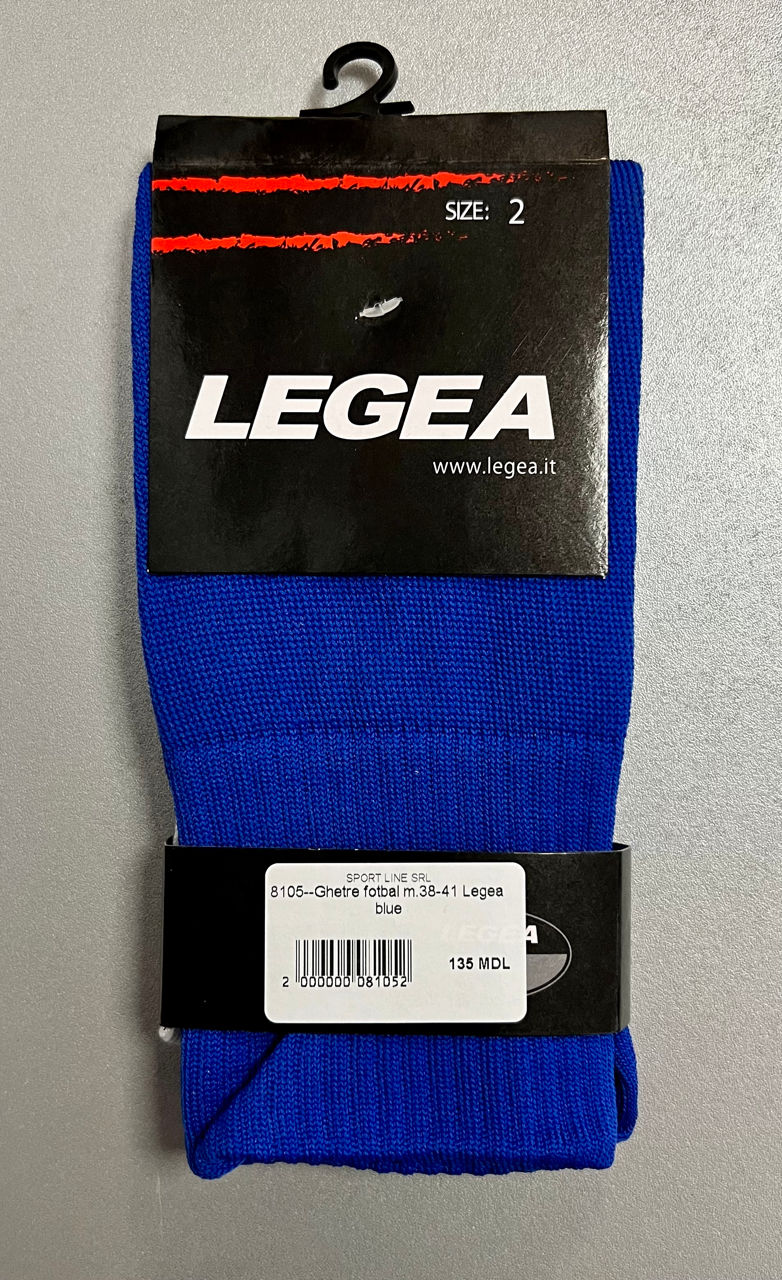 SIZE: 2
LEGEA
www.legea.it
SPORT LINE SRL
8105--Ghetre fotbal m.38-41 Legea
blue
LEGEA
135 MDL
2 000000 081052